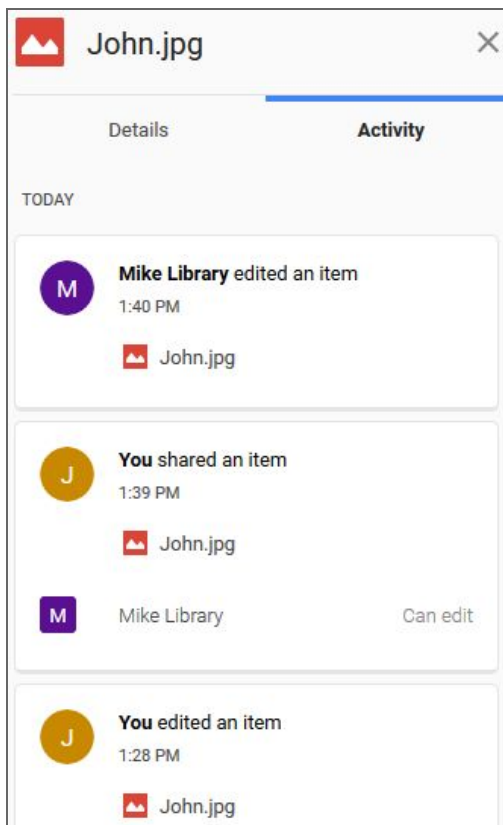 John.jpg
Details Activity
TODAY
M Mike Library edited an item
1:40 PM
John.jpg
J You shared an item
1:39 PM
John.jpg
M Mike Library Can edit
J You edited an item
1:28 PM
John.jpg